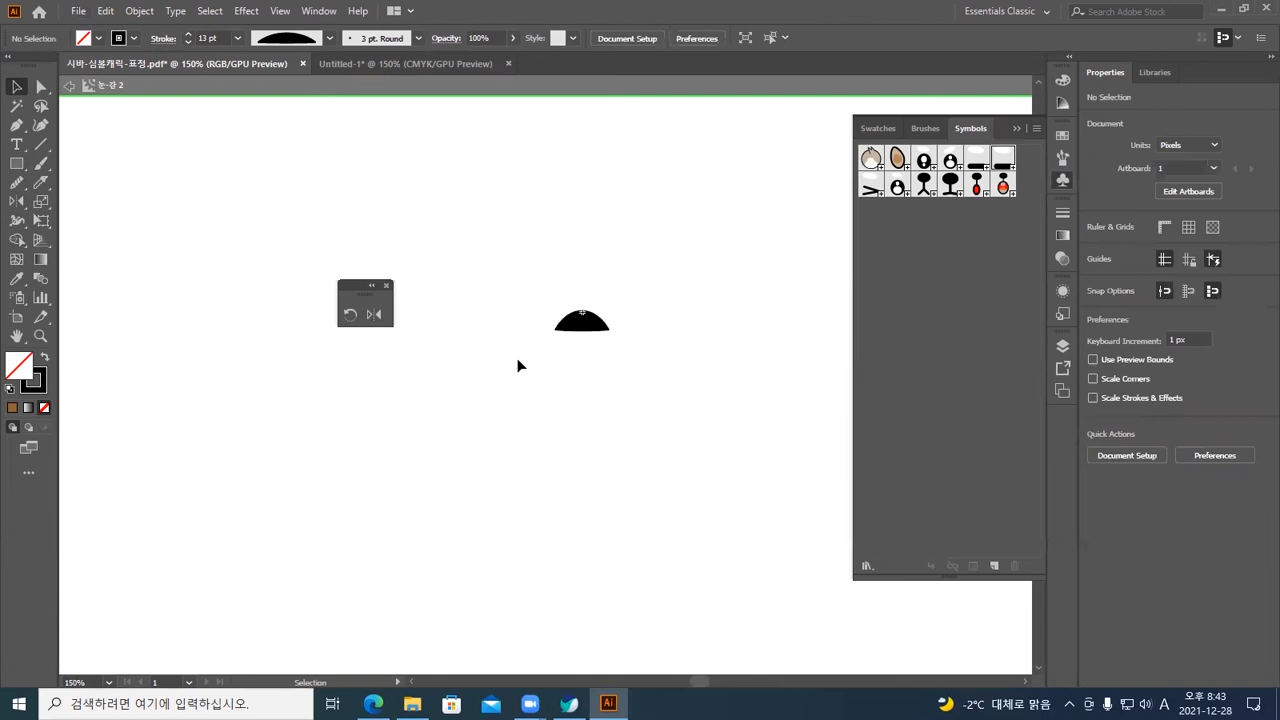 Ai
File Edit Object Type Select Effect View Window Help
Essentials Classic
Search Adobe Stock
No Selection
Stroke:
13 pt
3 pt. Round
Opacity:
100%
Style:
Document Setup
Preferences
시바-심볼캐릭-표정.pdf* @ 150% (RGB/GPU Preview)
Untitled-1* @ 150% (CMYK/GPU Preview)
눈-감 2
Swatches
Brushes
Symbols
Properties
Libraries
No Selection
Document
Units:
Pixels
Artboard:
1
Edit Artboards
Ruler & Grids
Guides
Snap Options
Preferences
Keyboard Increment:
1 px
Use Preview Bounds
Scale Corners
Scale Strokes & Effects
Quick Actions
Document Setup
Preferences
150%
1
Selection
검색하려면 여기에 입력하십시오.
Ai
-2°C 대체로 맑음
A
오후 8:43
2021-12-28